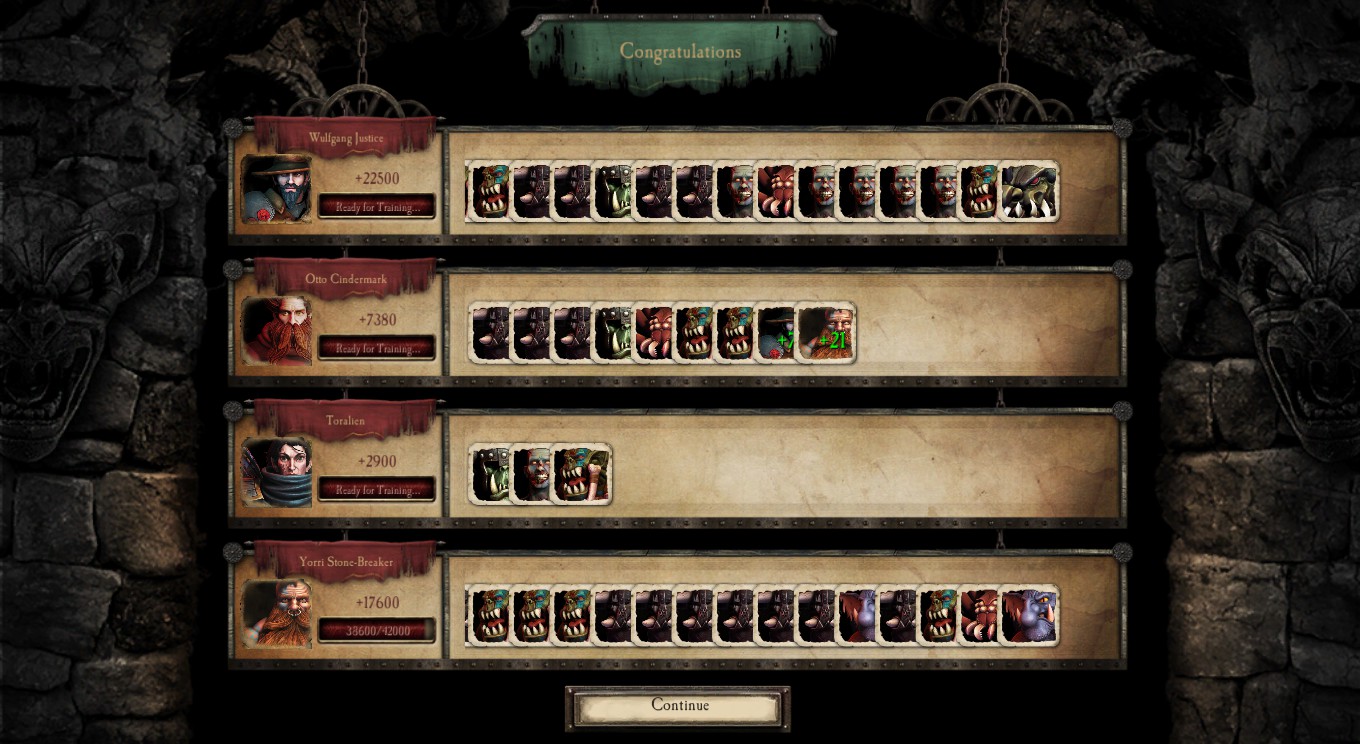 Congratulations
Wulfgang Justice
+22500
Ready for Training...
Otto Cindermark
+7380
Ready for Training...
+21
Toralien
+2900
Ready for Training...
Yorri Stone-Breaker
+17600
38600/42000
Continue